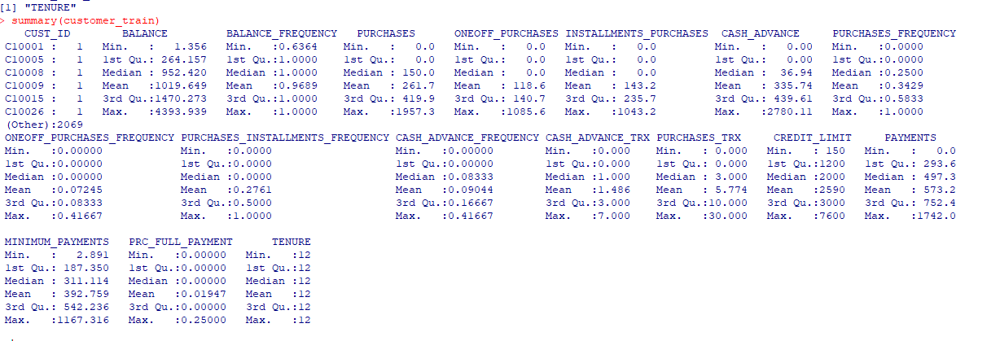 [1] "TENURE"
> summary(customer_train)
    CUST_ID        BALANCE         BALANCE_FREQUENCY   PURCHASES      ONEOFF_PURCHASES INSTALLMENTS_PURCHASES  CASH_ADVANCE     PURCHASES_FREQUENCY
 C10001 :   1   Min.   :   1.356   Min.   :0.6364    Min.   :   0.0   Min.   :   0.0   Min.   :   0.0         Min.   :   0.00   Min.   :0.0000
 C10005 :   1   1st Qu.: 264.157   1st Qu.:1.0000    1st Qu.:   0.0   1st Qu.:   0.0   1st Qu.:   0.0         1st Qu.:   0.00   1st Qu.:0.0000
 C10008 :   1   Median : 952.420   Median :1.0000    Median : 150.0   Median :   0.0   Median :   0.0         Median :  36.94   Median :0.2500
 C10009 :   1   Mean   :1019.649   Mean   :0.9689    Mean   : 261.7   Mean   : 118.6   Mean   : 143.2         Mean   : 335.74   Mean   :0.3429
 C10015 :   1   3rd Qu.:1470.273   3rd Qu.:1.0000    3rd Qu.: 419.9   3rd Qu.: 140.7   3rd Qu.: 235.7         3rd Qu.: 439.61   3rd Qu.:0.5833
 C10026 :   1   Max.   :4393.939   Max.   :1.0000    Max.   :1957.3   Max.   :1085.6   Max.   :1043.2         Max.   :2780.11   Max.   :1.0000
 (Other):2069
 ONEOFF_PURCHASES_FREQUENCY PURCHASES_INSTALLMENTS_FREQUENCY CASH_ADVANCE_FREQUENCY CASH_ADVANCE_TRX PURCHASES_TRX     CREDIT_LIMIT     PAYMENTS
 Min.   :0.00000            Min.   :0.0000                   Min.   :0.00000        Min.   :0.000    Min.   : 0.000   Min.   : 150   Min.   :   0.0
 1st Qu.:0.00000            1st Qu.:0.0000                   1st Qu.:0.00000        1st Qu.:0.000    1st Qu.: 0.000   1st Qu.:1200   1st Qu.: 293.6
 Median :0.00000            Median :0.0000                   Median :0.08333        Median :1.000    Median : 3.000   Median :2000   Median : 497.3
 Mean   :0.07245            Mean   :0.2761                   Mean   :0.09044        Mean   :1.486    Mean   : 5.774   Mean   :2590   Mean   : 573.2
 3rd Qu.:0.08333            3rd Qu.:0.5000                   3rd Qu.:0.16667        3rd Qu.:3.000    3rd Qu.:10.000   3rd Qu.:3000   3rd Qu.: 752.4
 Max.   :0.41667            Max.   :1.0000                   Max.   :0.41667        Max.   :7.000    Max.   :30.000   Max.   :7600   Max.   :1742.0
 MINIMUM_PAYMENTS   PRC_FULL_PAYMENT      TENURE
 Min.   :   2.891   Min.   :0.00000   Min.   :12
 1st Qu.: 187.350   1st Qu.:0.00000   1st Qu.:12
 Median : 311.114   Median :0.00000   Median :12
 Mean   : 392.759   Mean   :0.01947   Mean   :12
 3rd Qu.: 542.236   3rd Qu.:0.00000   3rd Qu.:12
 Max.   :1167.316   Max.   :0.25000   Max.   :12